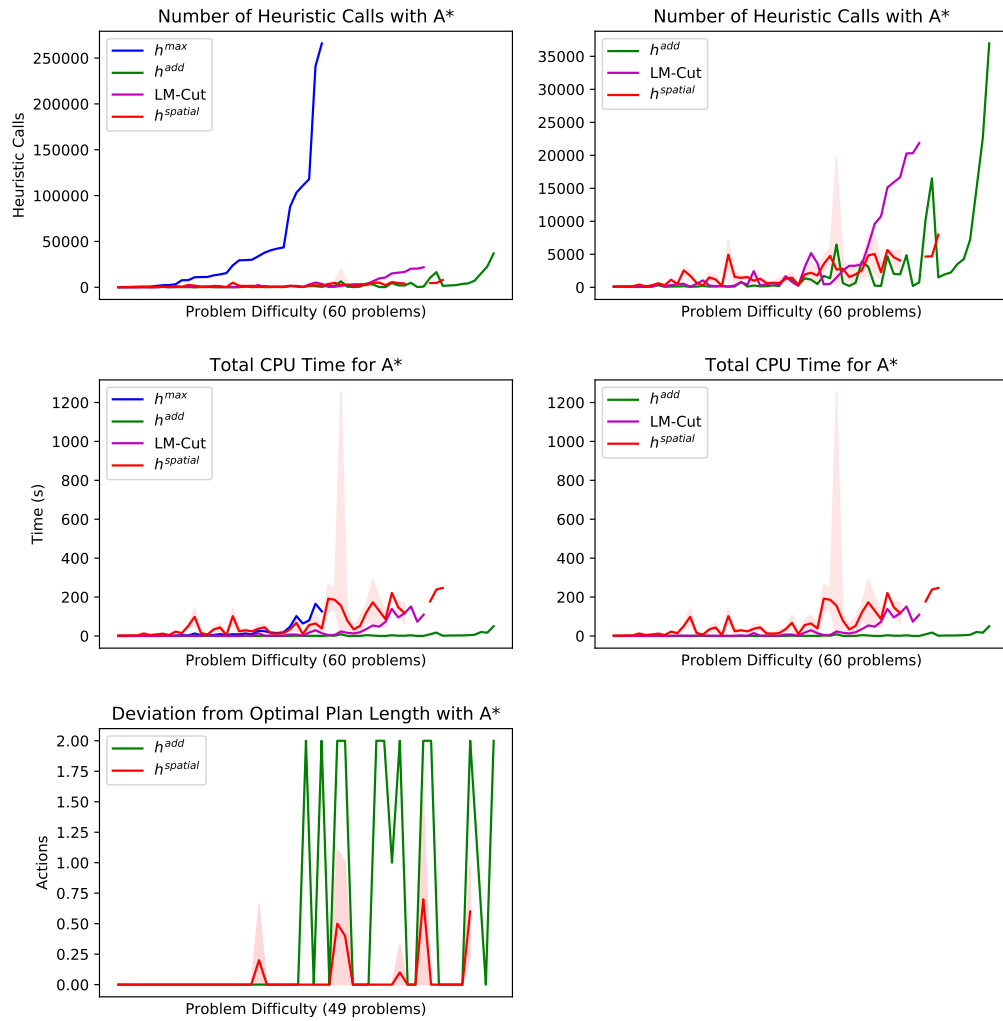 Number of Heuristic Calls with A*
250000
200000
150000
100000
50000
0
Heuristic Calls
h^max
h^add
LM-Cut
h^spatial
Problem Difficulty (60 problems)
Number of Heuristic Calls with A*
35000
30000
25000
20000
15000
10000
5000
0
h^add
LM-Cut
h^spatial
Problem Difficulty (60 problems)
Total CPU Time for A*
1200
1000
800
600
400
200
0
Time (s)
h^max
h^add
LM-Cut
h^spatial
Problem Difficulty (60 problems)
Total CPU Time for A*
1200
1000
800
600
400
200
0
h^add
LM-Cut
h^spatial
Problem Difficulty (60 problems)
Deviation from Optimal Plan Length with A*
2.00
1.75
1.50
1.25
1.00
0.75
0.50
0.25
0.00
Actions
h^add
h^spatial
Problem Difficulty (49 problems)